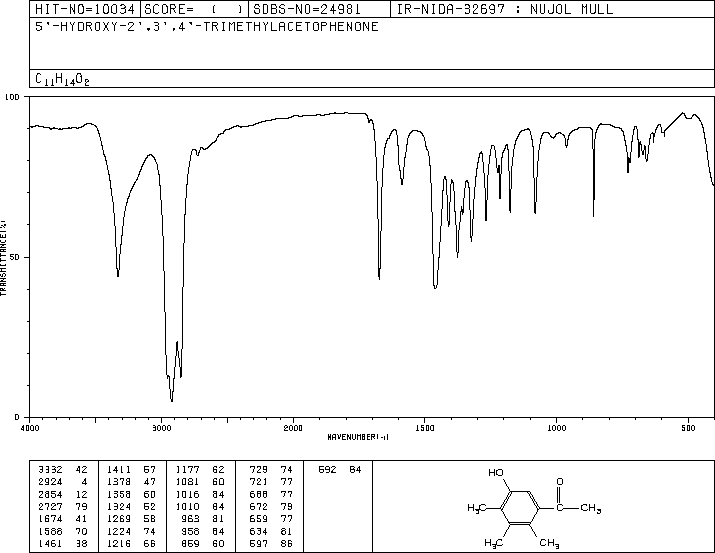 HIT-NO=10034 SCORE= ( ) SDBS-NO=24981 IR-NIDA-32697 : NUJOL MULL
5'-HYDROXY-2',3',4'-TRIMETHYLACETOPHENONE
C11H14O2
100
50
0
TRANSMITTANCE(%)
4000 3000 2000 1500 1000 500
WAVENUMBER(-1)
3332 42 1411 57 1177 62 729 74 592 84
2924 4 1378 47 1081 60 721 77
2854 12 1358 60 1016 84 688 77
2727 79 1324 52 1010 84 672 79
1674 41 1269 58 963 81 659 77
1588 70 1224 74 958 84 634 81
1461 38 1216 66 859 60 597 86
HO
O
CH3
CH3
CH3
H3C